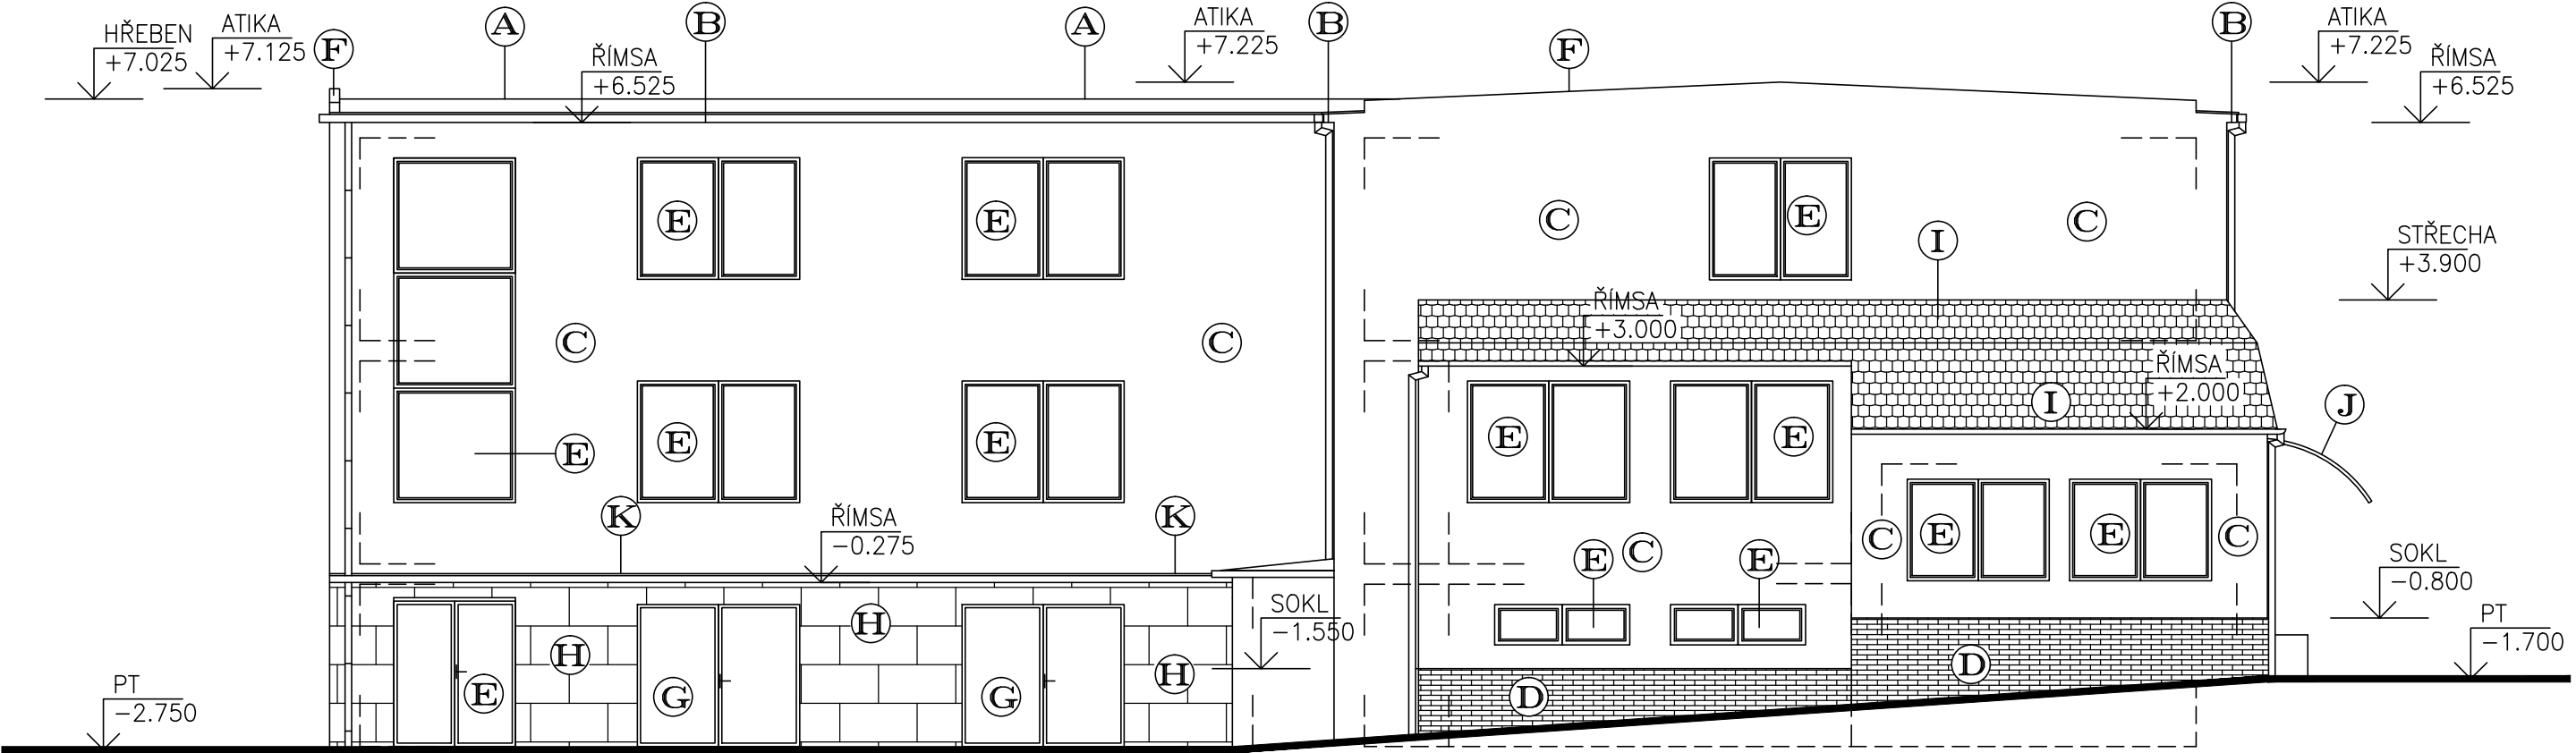 HŘEBEN
+7.025
ATIKA
+7.125
F
A
B
ŘÍMSA
+6.525
A
ATIKA
+7.225
B
F
B
ATIKA
+7.225
ŘÍMSA
+6.525
E
E
C
E
C
I
STŘECHA
+3.900
C
C
ŘÍMSA
+3.000
ŘÍMSA
+2.000
I
J
E
E
E
E
E
K
ŘÍMSA
-0.275
K
E
C
E
C
E
E
C
SOKL
-0.800
SOKL
-1.550
PT
-1.700
H
H
H
D
D
E
G
G
PT
-2.750